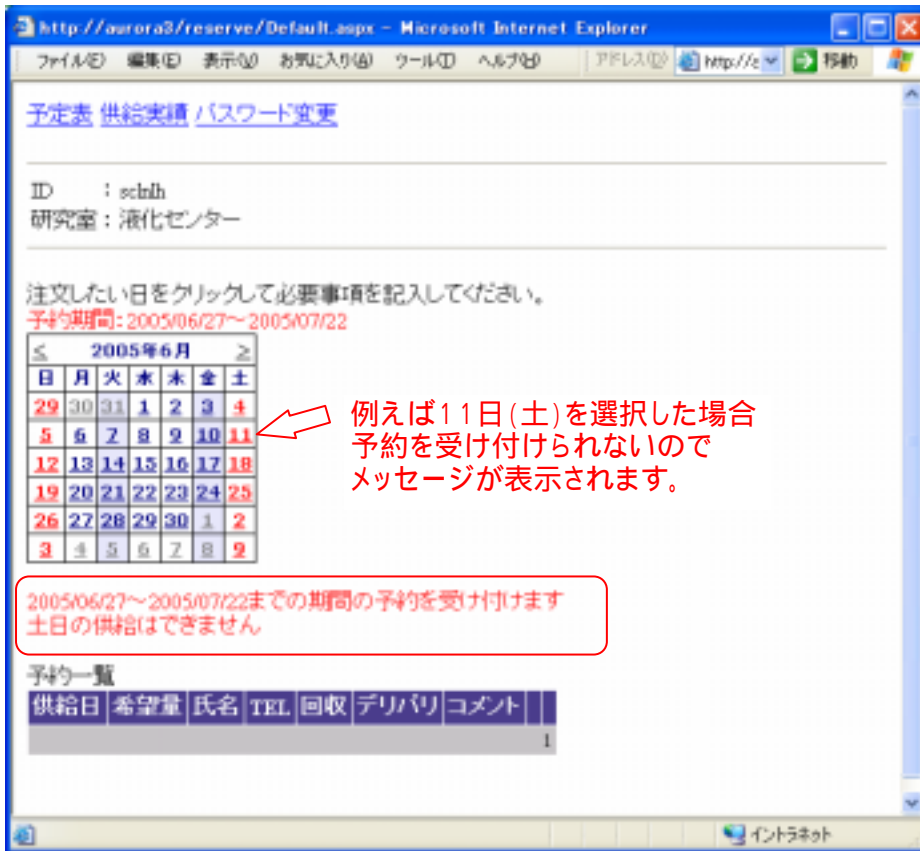 http://aurora3/reserve/Default.aspx - Microsoft Internet Explorer
ファイル(F) 編集(E) 表示(V) お気に入り(A) ツール(T) ヘルプ(H) アドレス(D) http://a 移動
予定表 供給実績 パスワード変更
ID : sclnlh
研究室:液化センター
注文したい日をクリックして必要事項を記入してください。
予約期間:2005/06/27～2005/07/22
≤ 2005年6月 ≥
日 月 火 水 木 金 土
29 30 31 1 2 3 4
5 6 7 8 9 10 11
12 13 14 15 16 17 18
19 20 21 22 23 24 25
26 27 28 29 30 1 2
3 4 5 6 7 8 9
例えば11日(土)を選択した場合
予約を受け付けられないので
メッセージが表示されます。
2005/06/27～2005/07/22までの期間の予約を受け付けます
土日の供給はできません
予約一覧
供給日 希望量 氏名 TEL 回収 デリバリ コメント
1
イントラネット